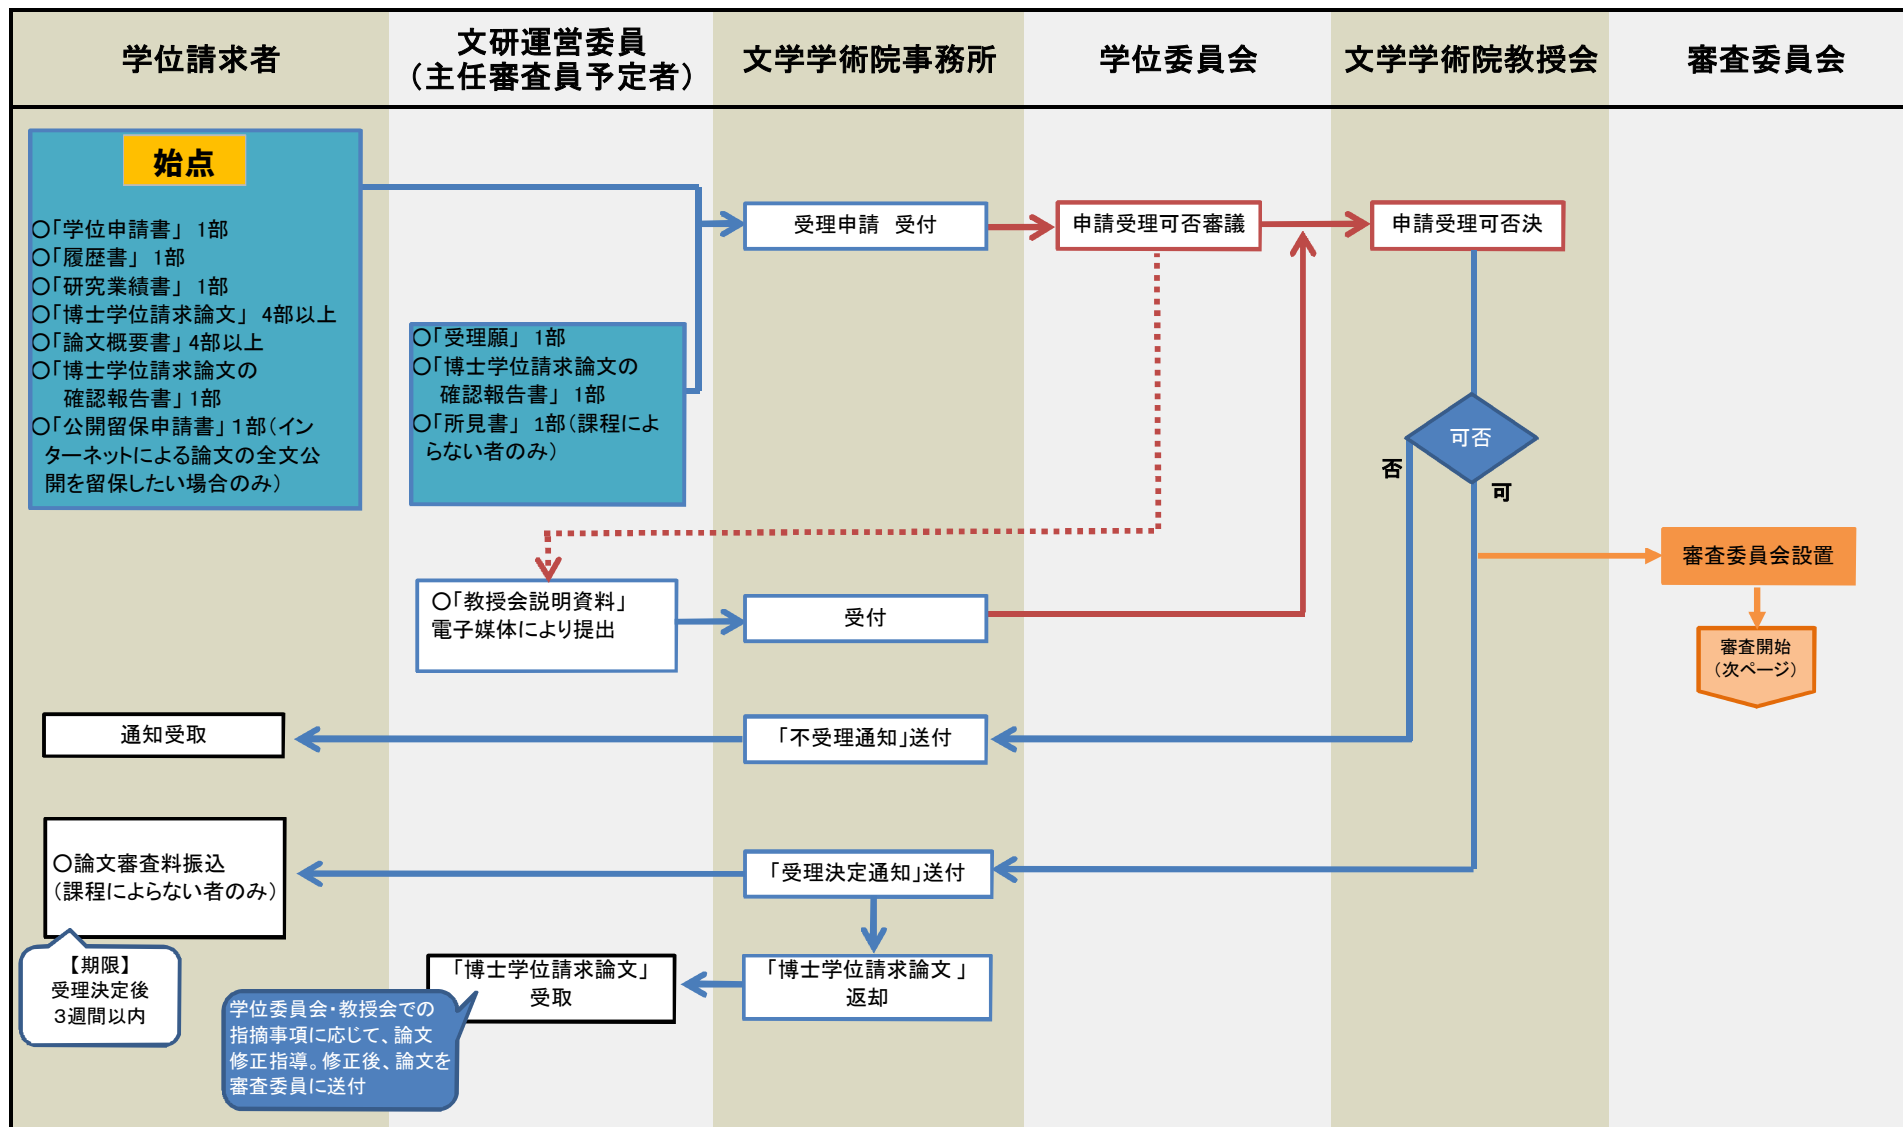 学位請求者
文研運営委員
（主任審査員予定者）
文学学術院事務所
学位委員会
文学学術院教授会
審査委員会
始点
○「学位申請書」 1部
○「履歴書」 1部
○「研究業績書」 1部
○「博士学位請求論文」 4部以上
○「論文概要書」 4部以上
○「博士学位請求論文の
確認報告書」 1部
○「公開留保申請書」 1部（イン
ターネットによる論文の全文公
開を留保したい場合のみ）
○「受理願」 1部
○「博士学位請求論文の
確認報告書」 1部
○「所見書」 1部（課程によ
らない者のみ）
受理申請 受付
申請受理可否審議
申請受理可否決
可否
否
可
審査委員会設置
審査開始
（次ページ）
○「教授会説明資料」
電子媒体により提出
受付
通知受取
「不受理通知」送付
○論文審査料振込
（課程によらない者のみ）
「受理決定通知」送付
【期限】
受理決定後
3週間以内
「博士学位請求論文」
受取
「博士学位請求論文 」
返却
学位委員会・教授会での
指摘事項に応じて、論文
修正指導。修正後、論文を
審査委員に送付